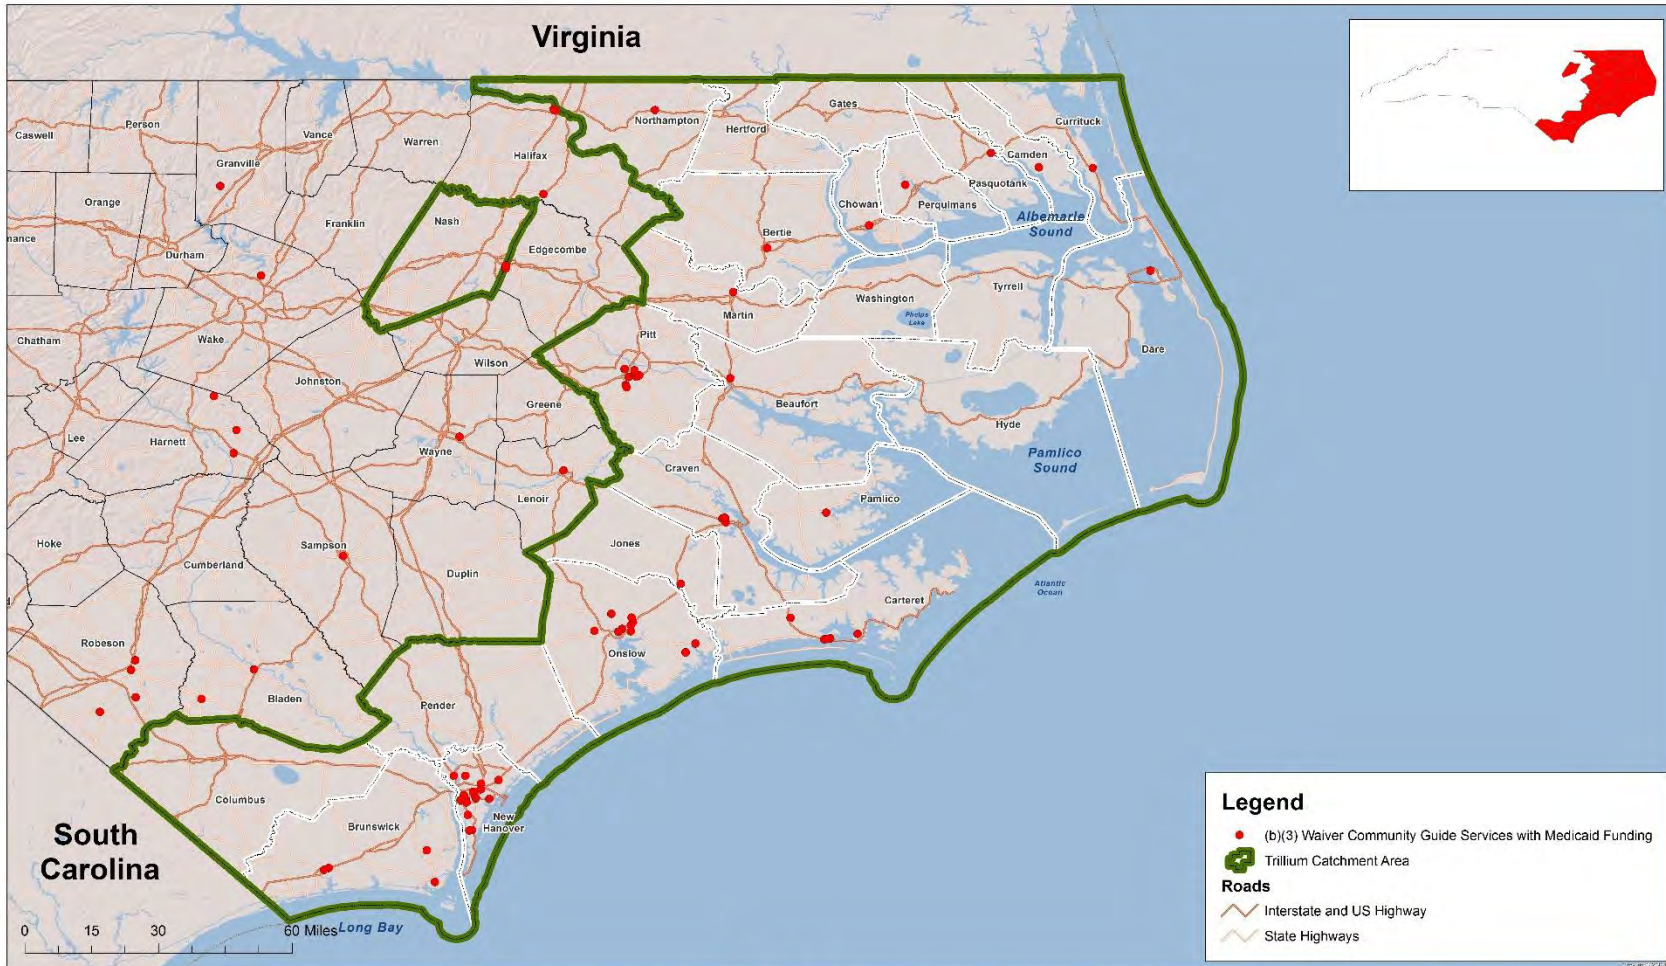 Virginia
Person
Caswell
Vance
Warren
Granville
Halifax
Northampton
Hertford
Gates
Currituck
Camden
Pasquotank
Perquimans
Chowan
Orange
Franklin
Nash
Edgecombe
Bertie
Albemarle
Sound
mance
Durham
Tyrrell
Washington
Phelps
Lake
Martin
Chatham
Wake
Pitt
Dare
Wilson
Johnston
Greene
Beaufort
Hyde
Lee
Harnett
Wayne
Pamlico
Sound
Craven
Lenoir
Pamlico
Hoke
Sampson
Jones
Cumberland
Duplin
Atlantic
Ocean
Carteret
Robeson
Onslow
Bladen
Pender
Columbus
Brunswick
New
Hanover
South
Carolina
Long Bay
0 15 30 60 Miles
Legend
(b)(3) Waiver Community Guide Services with Medicaid Funding
Trillium Catchment Area
Roads
Interstate and US Highway
State Highways